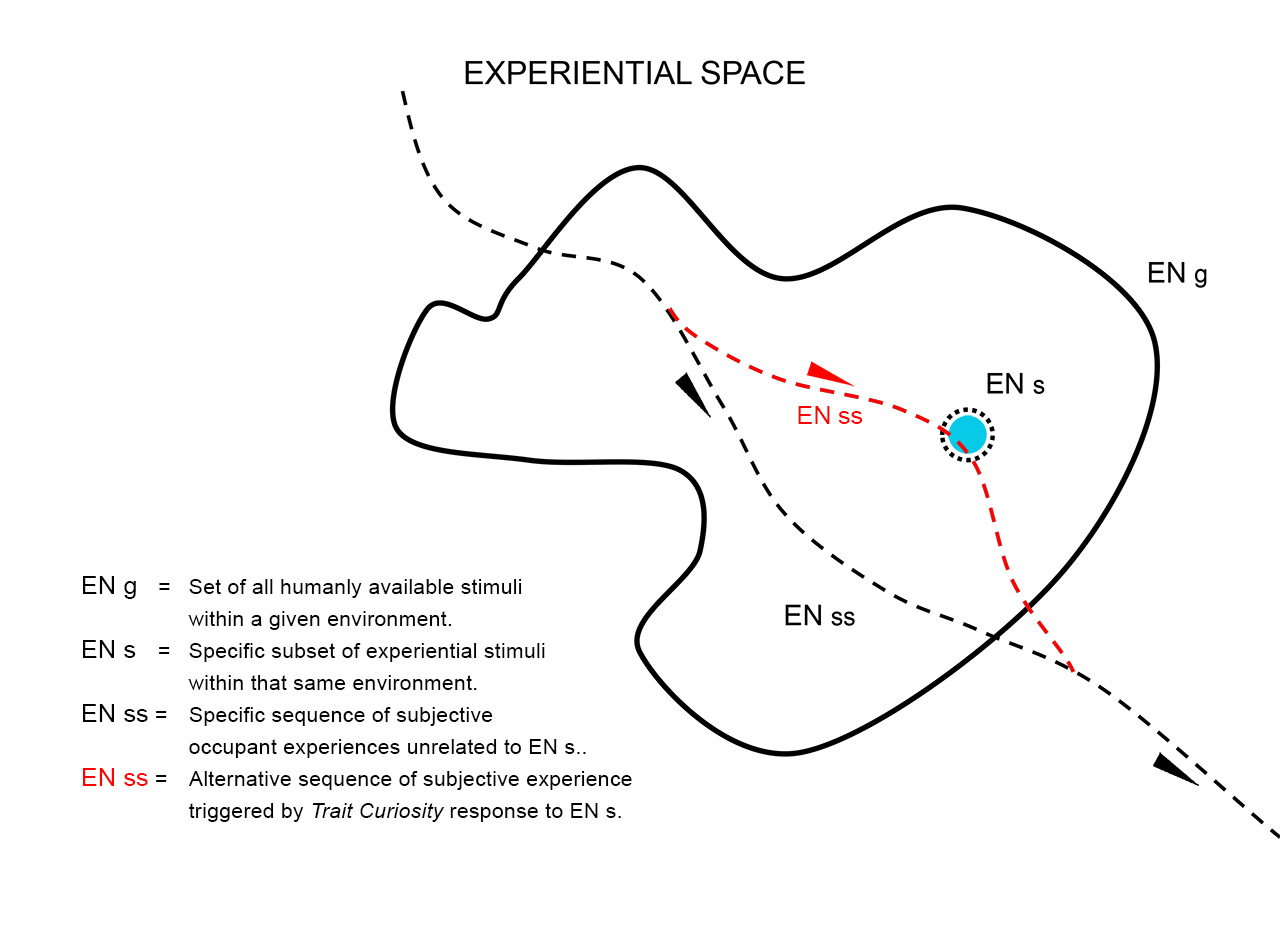 EXPERIENTIAL SPACE
EN g
EN s
EN ss
EN ss
EN g = Set of all humanly available stimuli
within a given environment.
EN s = Specific subset of experiential stimuli
within that same environment.
EN ss = Specific sequence of subjective
occupant experiences unrelated to EN s..
EN ss = Alternative sequence of subjective experience
triggered by Trait Curiosity response to EN s.